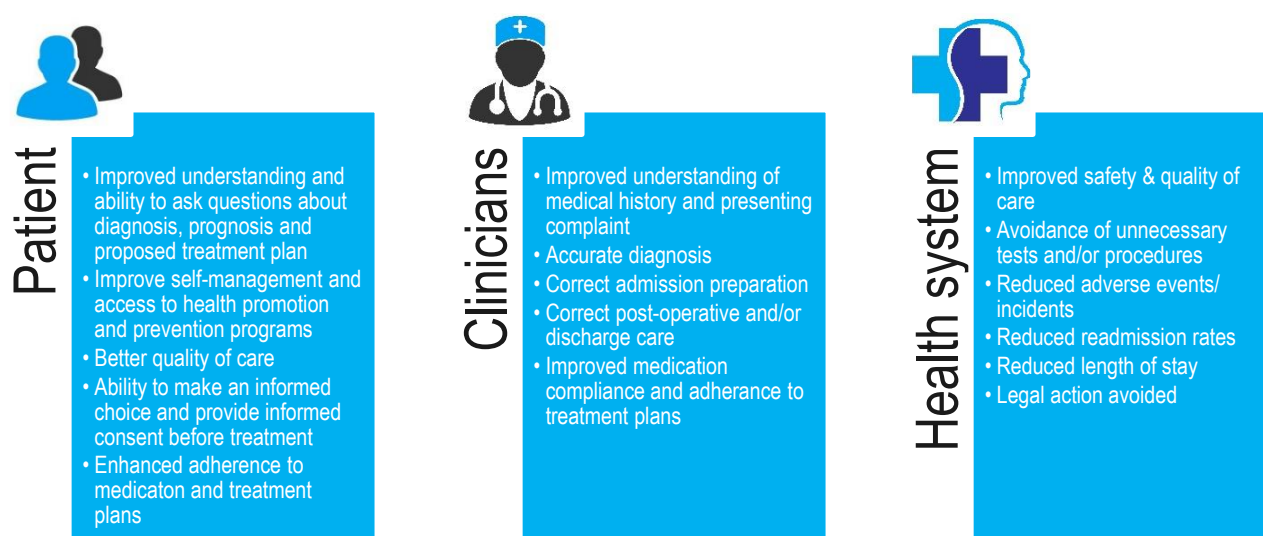 Patient
• Improved understanding and
ability to ask questions about
diagnosis, prognosis and
proposed treatment plan
• Improve self-management and
access to health promotion
and prevention programs
• Better quality of care
• Ability to make an informed
choice and provide informed
consent before treatment
• Enhanced adherence to
medicaton and treatment
plans
Clinicians
• Improved understanding of
medical history and presenting
complaint
• Accurate diagnosis
• Correct admission preparation
• Correct post-operative and/or
discharge care
• Improved medication
compliance and adherance to
treatment plans
Health system
• Improved safety & quality of
care
• Avoidance of unnecessary
tests and/or procedures
• Reduced adverse events/
incidents
• Reduced readmission rates
• Reduced length of stay
• Legal action avoided